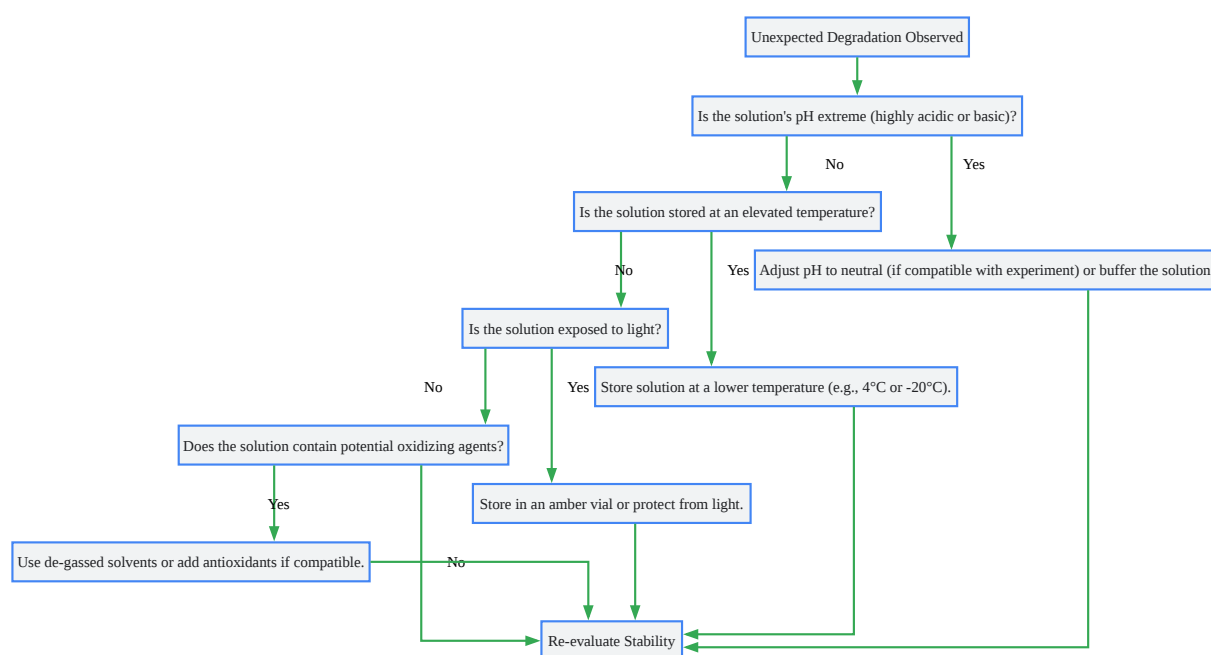 Unexpected Degradation Observed
Is the solution's pH extreme (highly acidic or basic)?
No
Yes
Is the solution stored at an elevated temperature?
No
Yes
Adjust pH to neutral (if compatible with experiment) or buffer the solution
Is the solution exposed to light?
No
Yes
Store solution at a lower temperature (e.g., 4°C or -20°C).
Does the solution contain potential oxidizing agents?
Yes
Store in an amber vial or protect from light.
Use de-gassed solvents or add antioxidants if compatible.
No
Re-evaluate Stability